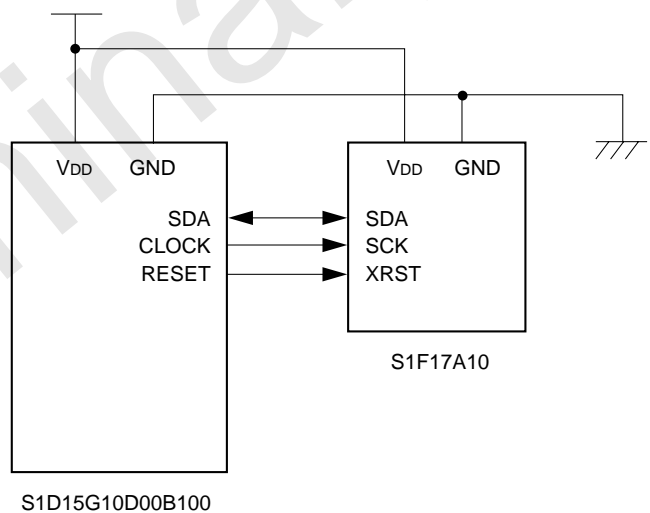 VDD GND
VDD GND
SDA
CLOCK
RESET
SDA
SCK
XRST
S1F17A10
S1D15G10D00B100